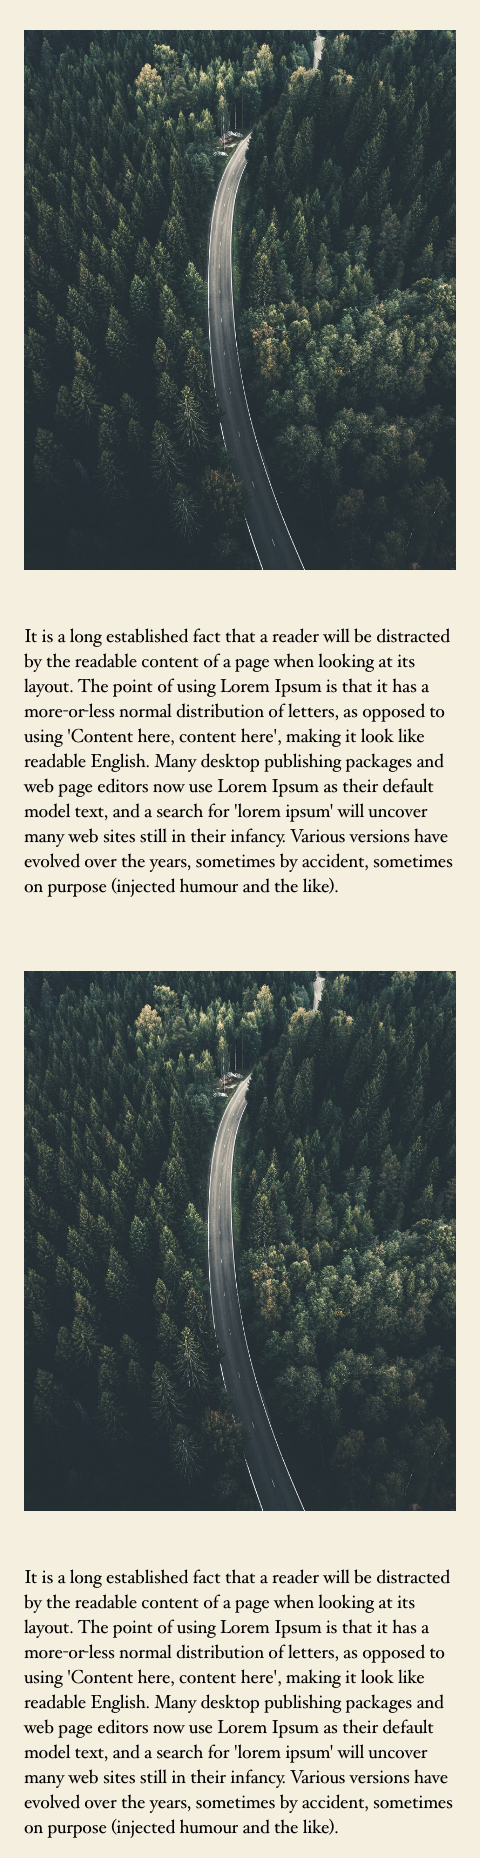 It is a long established fact that a reader will be distracted
by the readable content of a page when looking at its
layout. The point of using Lorem Ipsum is that it has a
more-or-less normal distribution of letters, as opposed to
using 'Content here, content here', making it look like
readable English. Many desktop publishing packages and
web page editors now use Lorem Ipsum as their default
model text, and a search for 'lorem ipsum' will uncover
many web sites still in their infancy. Various versions have
evolved over the years, sometimes by accident, sometimes
on purpose (injected humour and the like).
It is a long established fact that a reader will be distracted
by the readable content of a page when looking at its
layout. The point of using Lorem Ipsum is that it has a
more-or-less normal distribution of letters, as opposed to
using 'Content here, content here', making it look like
readable English. Many desktop publishing packages and
web page editors now use Lorem Ipsum as their default
model text, and a search for 'lorem ipsum' will uncover
many web sites still in their infancy. Various versions have
evolved over the years, sometimes by accident, sometimes
on purpose (injected humour and the like).